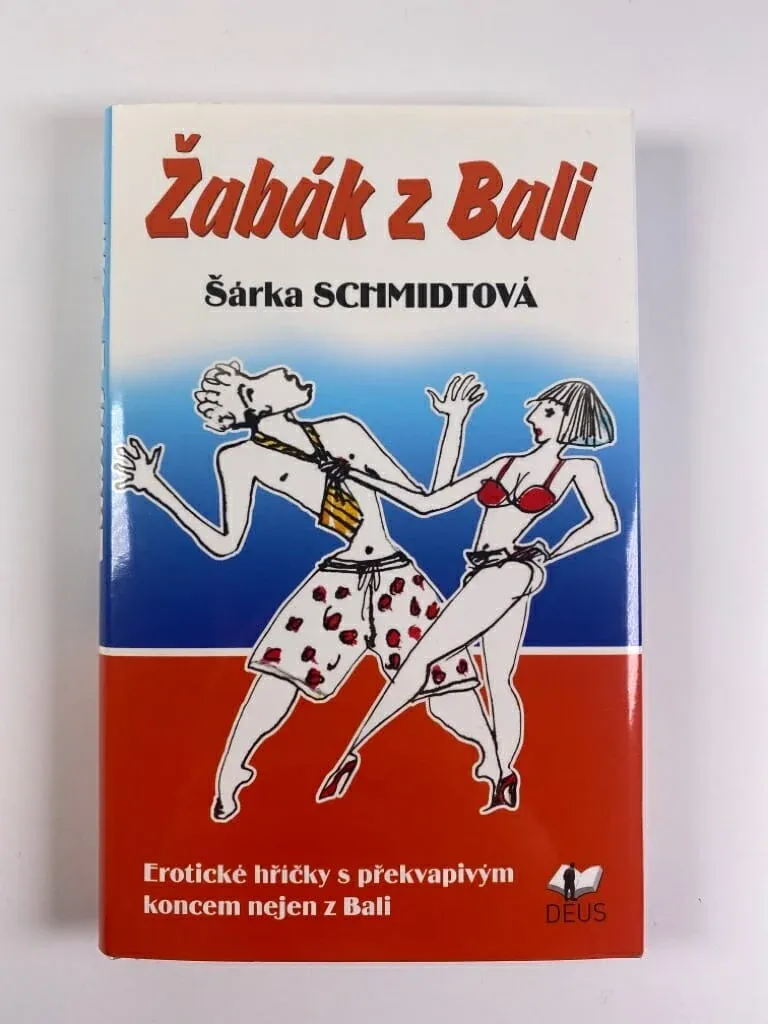 Žabák z Bali
Šárka SCHMIDTOVÁ
Erotické hříčky s překvapivým
koncem nejen z Bali
DEUS